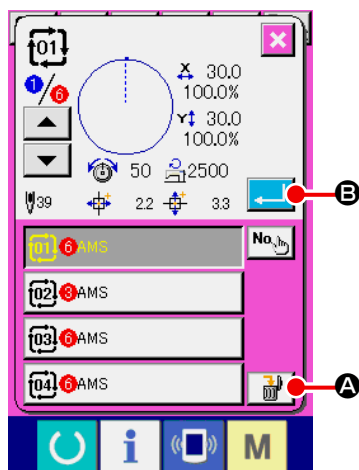 01
X 30.0
100.0%
1/6
Y 30.0
100.0%
50 2500
39 2.2 3.3
B
01 6 AMS No.
02 3 AMS
03 6 AMS
04 6 AMS
A
i M